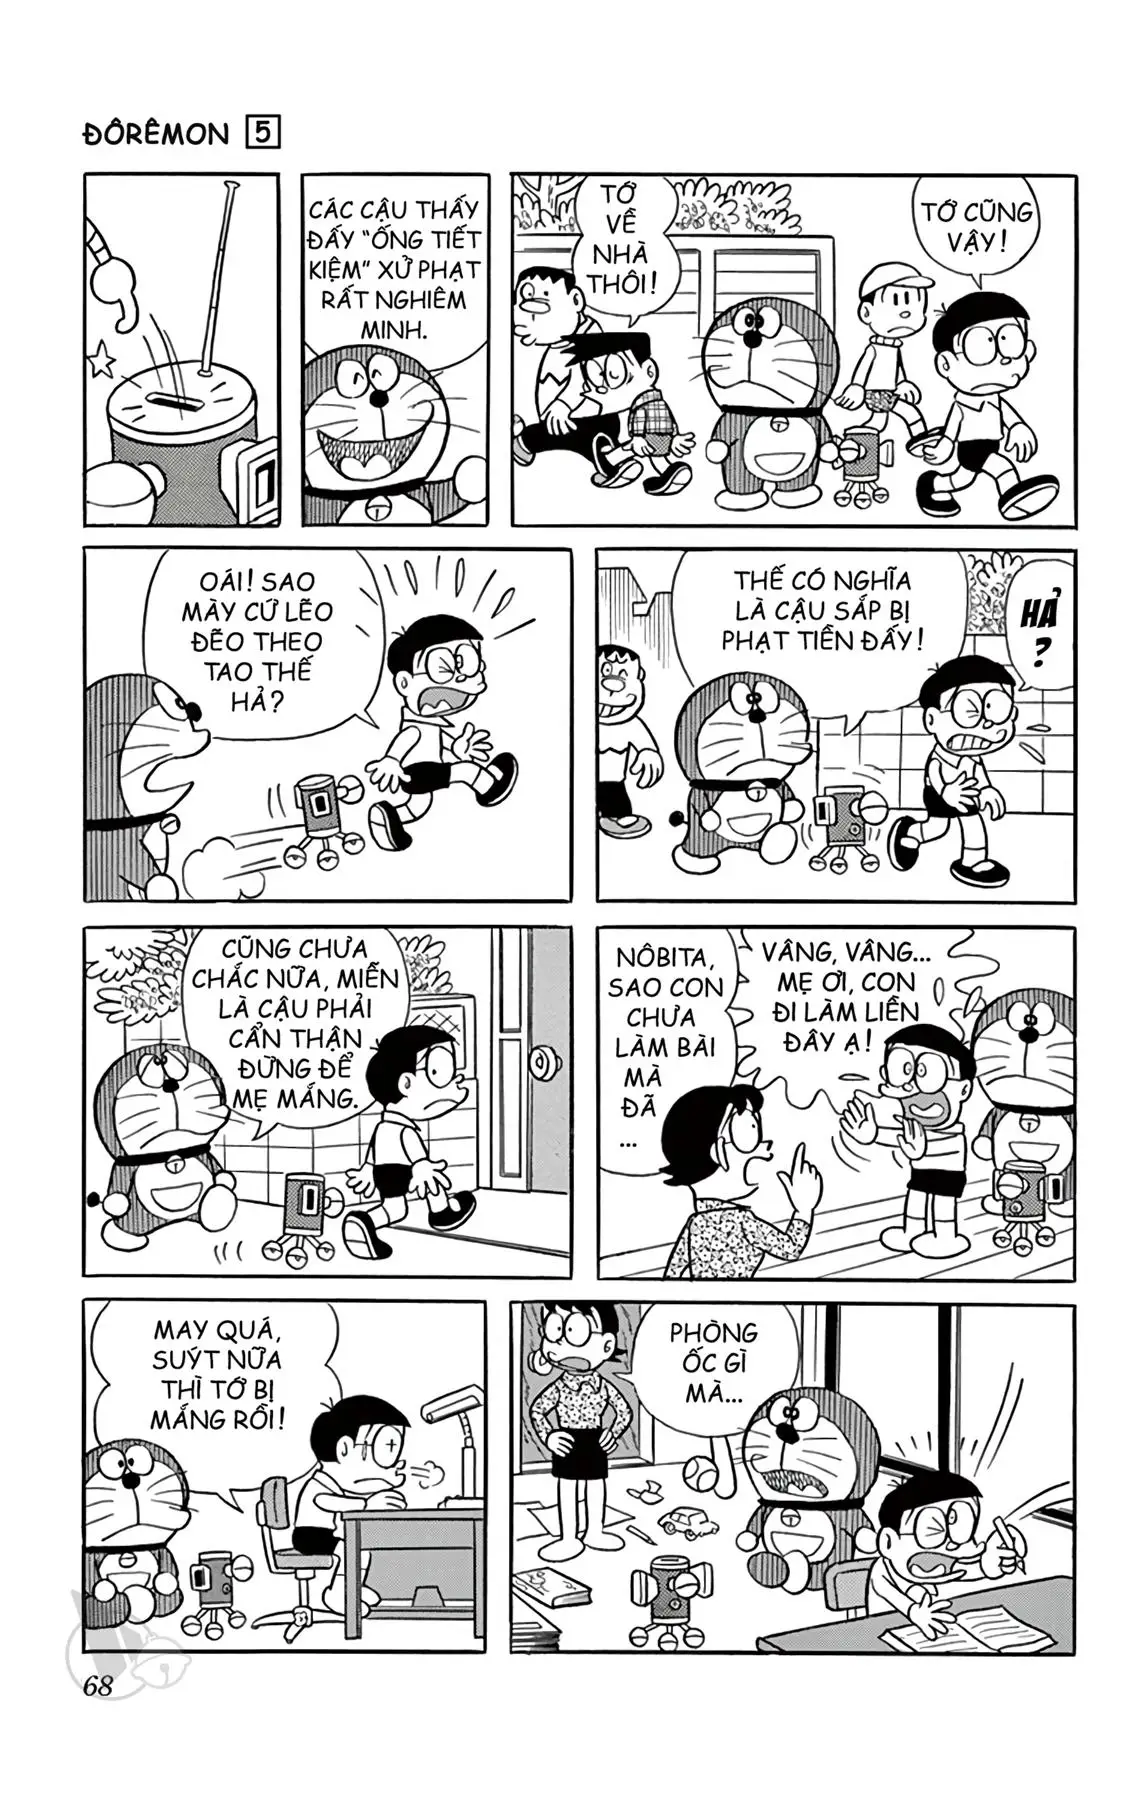 ĐÔRÊMON 5
CÁC CẬU THẤY
ĐẤY "ỐNG TIẾT
KIỆM" XỬ PHẠT
RẤT NGHIÊM
MINH.
TỚ
VỀ
NHÀ
THÔI!
TỚ CŨNG
VẬY!
OÁI! SAO
MÀY CỨ LẼO
ĐẼO THEO
TAO THẾ
HẢ?
THẾ CÓ NGHĨA
LÀ CẬU SẮP BỊ
PHẠT TIỀN ĐẤY!
HẢ
?
CŨNG CHƯA
CHẮC NỮA, MIỄN
LÀ CẬU PHẢI
CẨN THẬN
ĐỪNG ĐỂ
MẸ MẮNG.
NÔBITA,
SAO CON
CHƯA
LÀM BÀI
MÀ
ĐÃ
...
VÂNG, VÂNG...
MẸ ƠI, CON
ĐI LÀM LIỀN
ĐÂY Ạ!
MAY QUÁ,
SUÝT NỮA
THÌ TỚ BỊ
MẮNG RỒI!
PHÒNG
ỐC GÌ
MÀ...
68